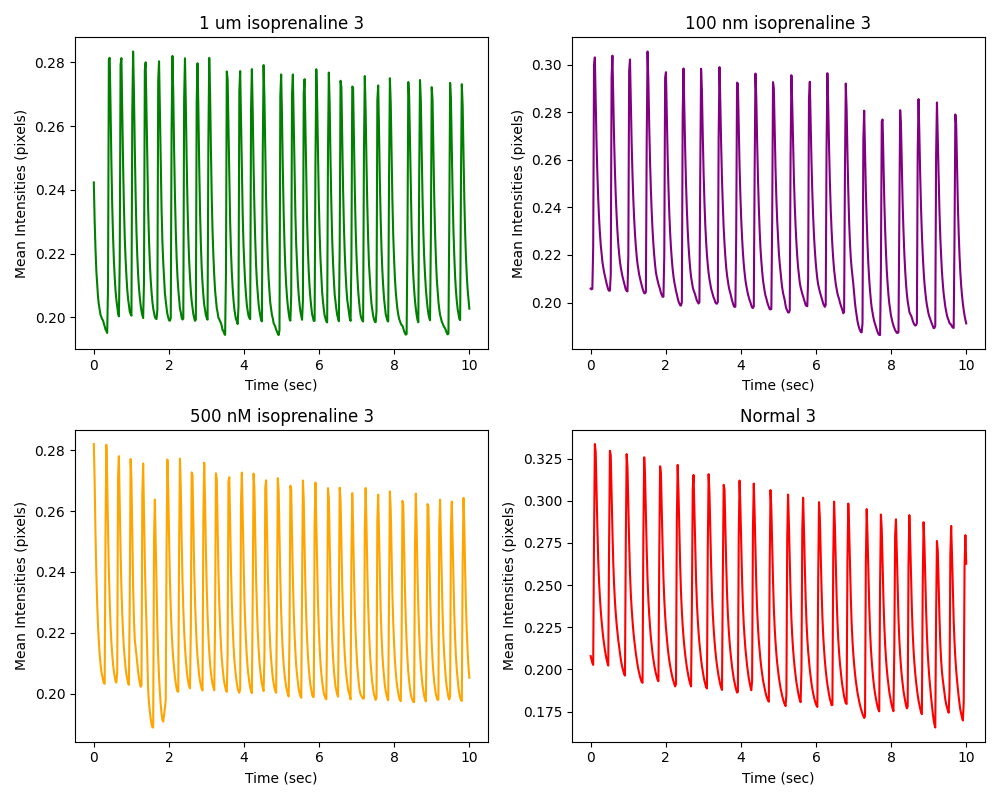 1 um isoprenaline 3
Mean Intensities (pixels)
0.28
0.26
0.24
0.22
0.20
0 2 4 6 8 10
Time (sec)
100 nm isoprenaline 3
Mean Intensities (pixels)
0.30
0.28
0.26
0.24
0.22
0.20
0 2 4 6 8 10
Time (sec)
500 nM isoprenaline 3
Mean Intensities (pixels)
0.28
0.26
0.24
0.22
0.20
0 2 4 6 8 10
Time (sec)
Normal 3
Mean Intensities (pixels)
0.325
0.300
0.275
0.250
0.225
0.200
0.175
0 2 4 6 8 10
Time (sec)